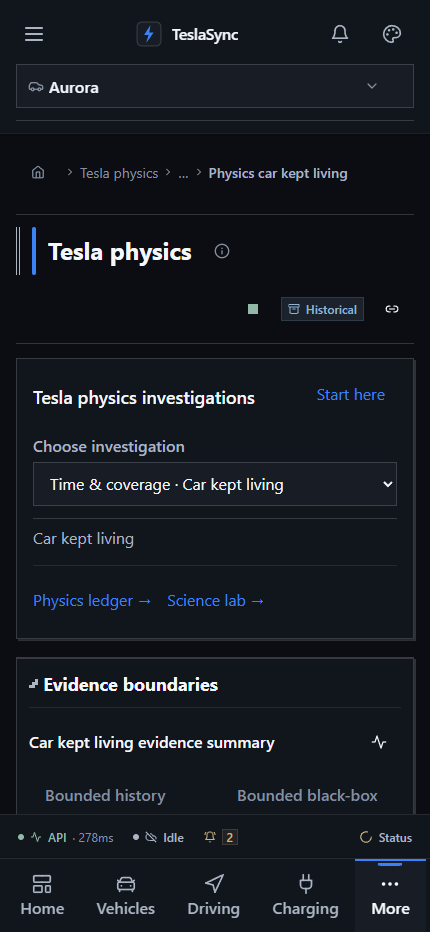 TeslaSync
Aurora
Tesla physics > ... > Physics car kept living
Tesla physics
Historical
Tesla physics investigations
Start here
Choose investigation
Time & coverage · Car kept living
Car kept living
Physics ledger → Science lab →
Evidence boundaries
Car kept living evidence summary
Bounded history Bounded black-box
API · 278ms Idle 2 Status
Home Vehicles Driving Charging More